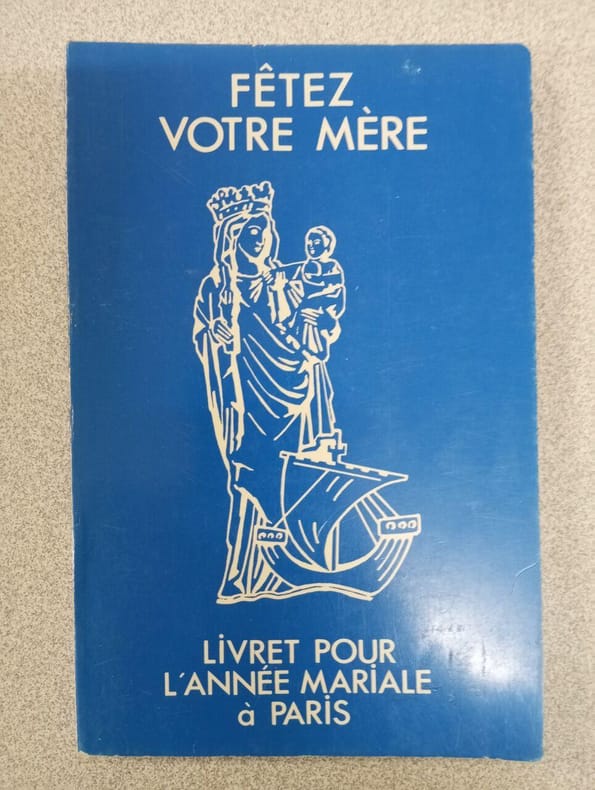 FÊTEZ
VOTRE MÈRE
LiVRET POUR
L'ANNÉE MARIALE
à PARiS